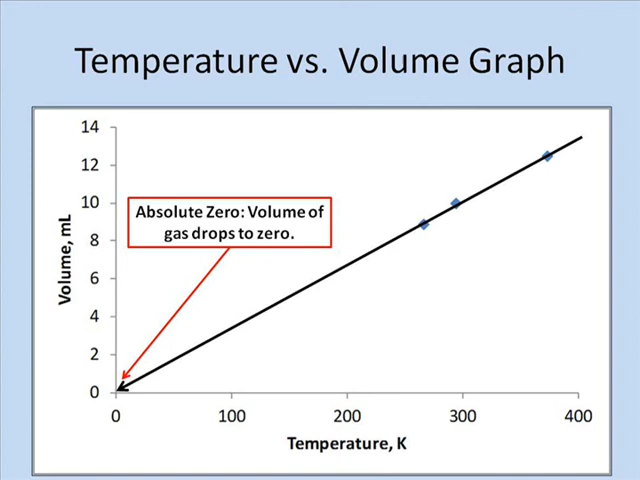 Temperature vs. Volume Graph
14
12
10
8
6
4
2
0
Volume, mL
Absolute Zero: Volume of
gas drops to zero.
0 100 200 300 400
Temperature, K